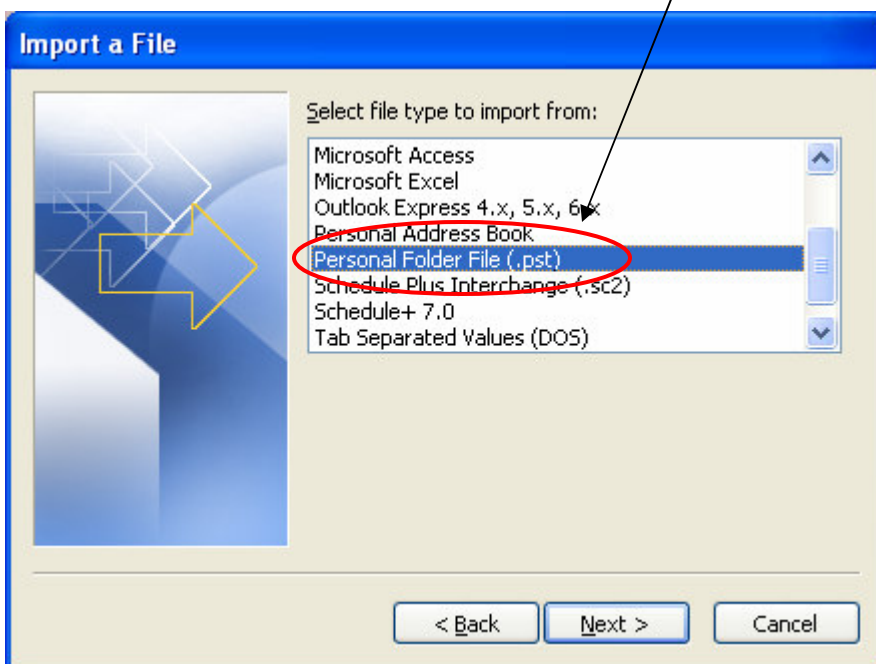 Import a File
Select file type to import from:
Microsoft Access
Microsoft Excel
Outlook Express 4.x, 5.x, 6.x
Personal Address Book
Personal Folder File (.pst)
Schedule Plus Interchange (.sc2)
Schedule+ 7.0
Tab Separated Values (DOS)
< Back Next > Cancel